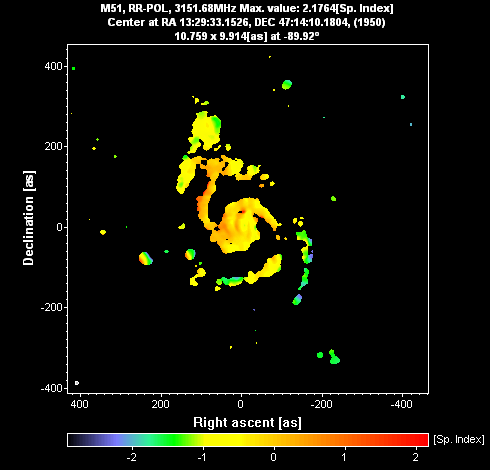 M51, RR-POL, 3151.68MHz Max. value: 2.1764[Sp. Index]
Center at RA 13:29:33.1526, DEC 47:14:10.1804, (1950)
10.759 x 9.914[as] at -89.92°
Declination [as]
400
200
0
-200
-400
400 200 0 -200 -400
Right ascent [as]
-2 -1 0 1 2
[Sp. Index]